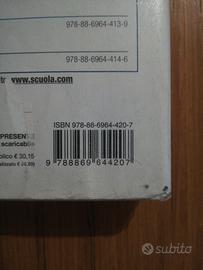 978-88-6964-413-9
978-88-6964-414-6
www.scuola.com
ISBN 978-88-6964-420-7
PRESEN
scaricabile
€ 30,15
9 788869 644207
subito